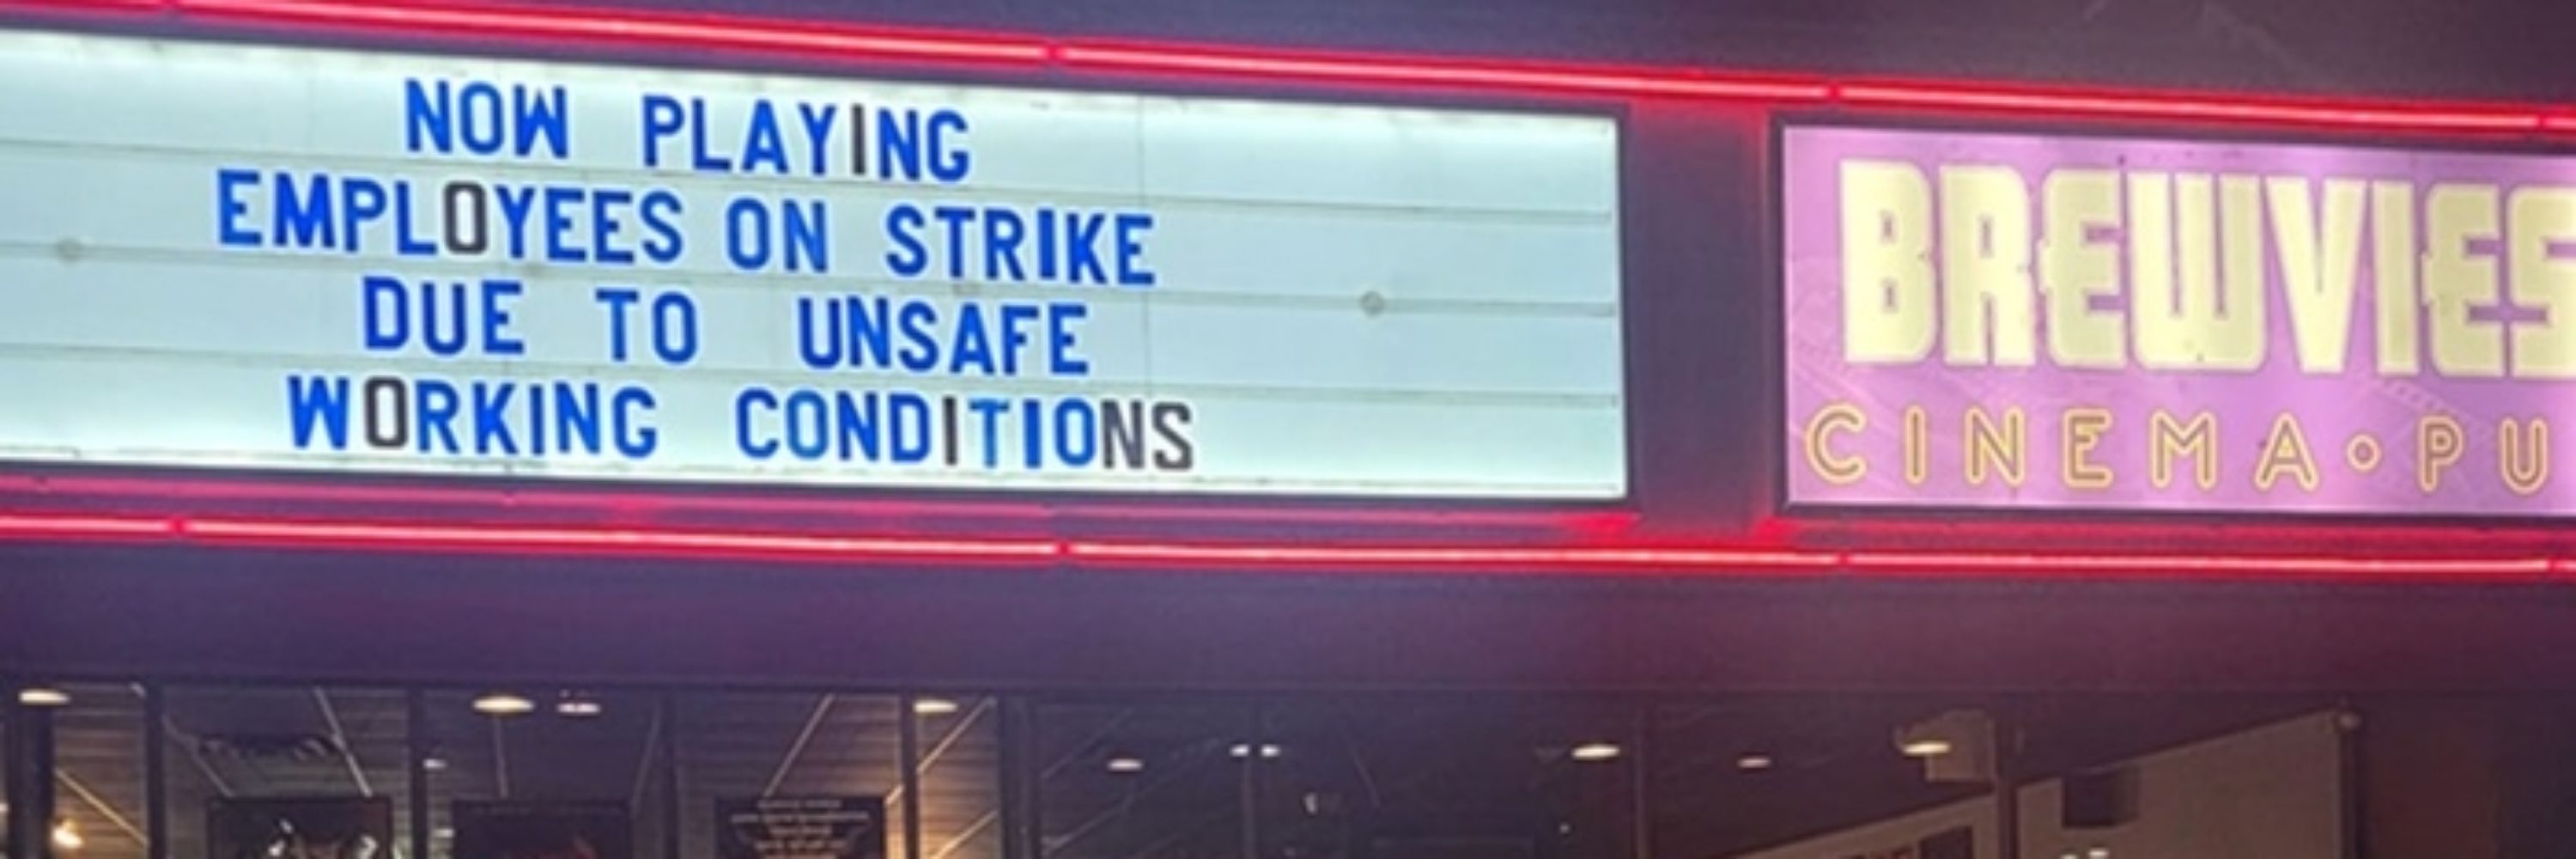 NOW PLAYING
EMPLOYEES ON STRIKE
DUE TO UNSAFE
WORKING CONDITIONS
BREWVIES
CINEMA • PU